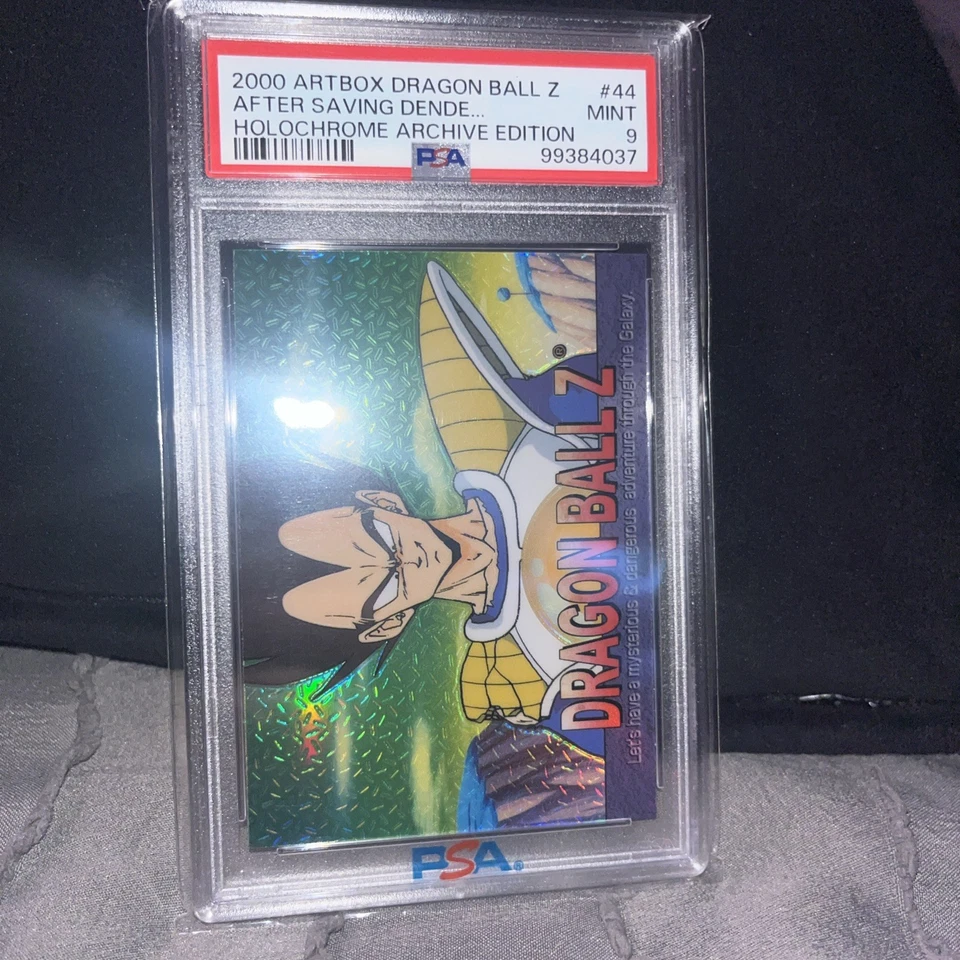 2000 ARTBOX DRAGON BALL Z #44
AFTER SAVING DENDE... MINT
HOLOCHROME ARCHIVE EDITION 9
PSA 99384037
DRAGON BALL Z®
Let's have a mysterious & dangerous adventure through the Galaxy.
PSA®